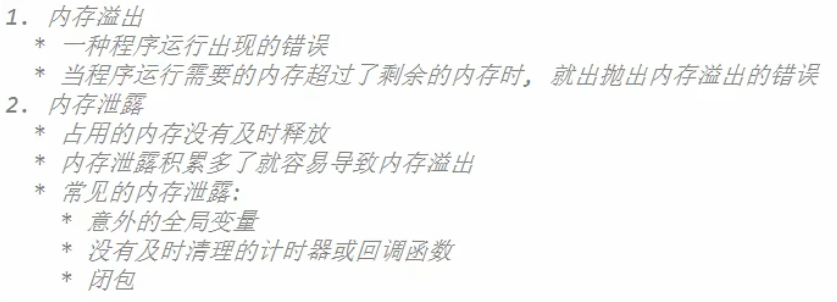 1. 内存溢出
* 一种程序运行出现的错误
* 当程序运行需要的内存超过了剩余的内存时, 就出抛出内存溢出的错误
2. 内存泄露
* 占用的内存没有及时释放
* 内存泄露积累多了就容易导致内存溢出
* 常见的内存泄露:
* 意外的全局变量
* 没有及时清理的计时器或回调函数
* 闭包